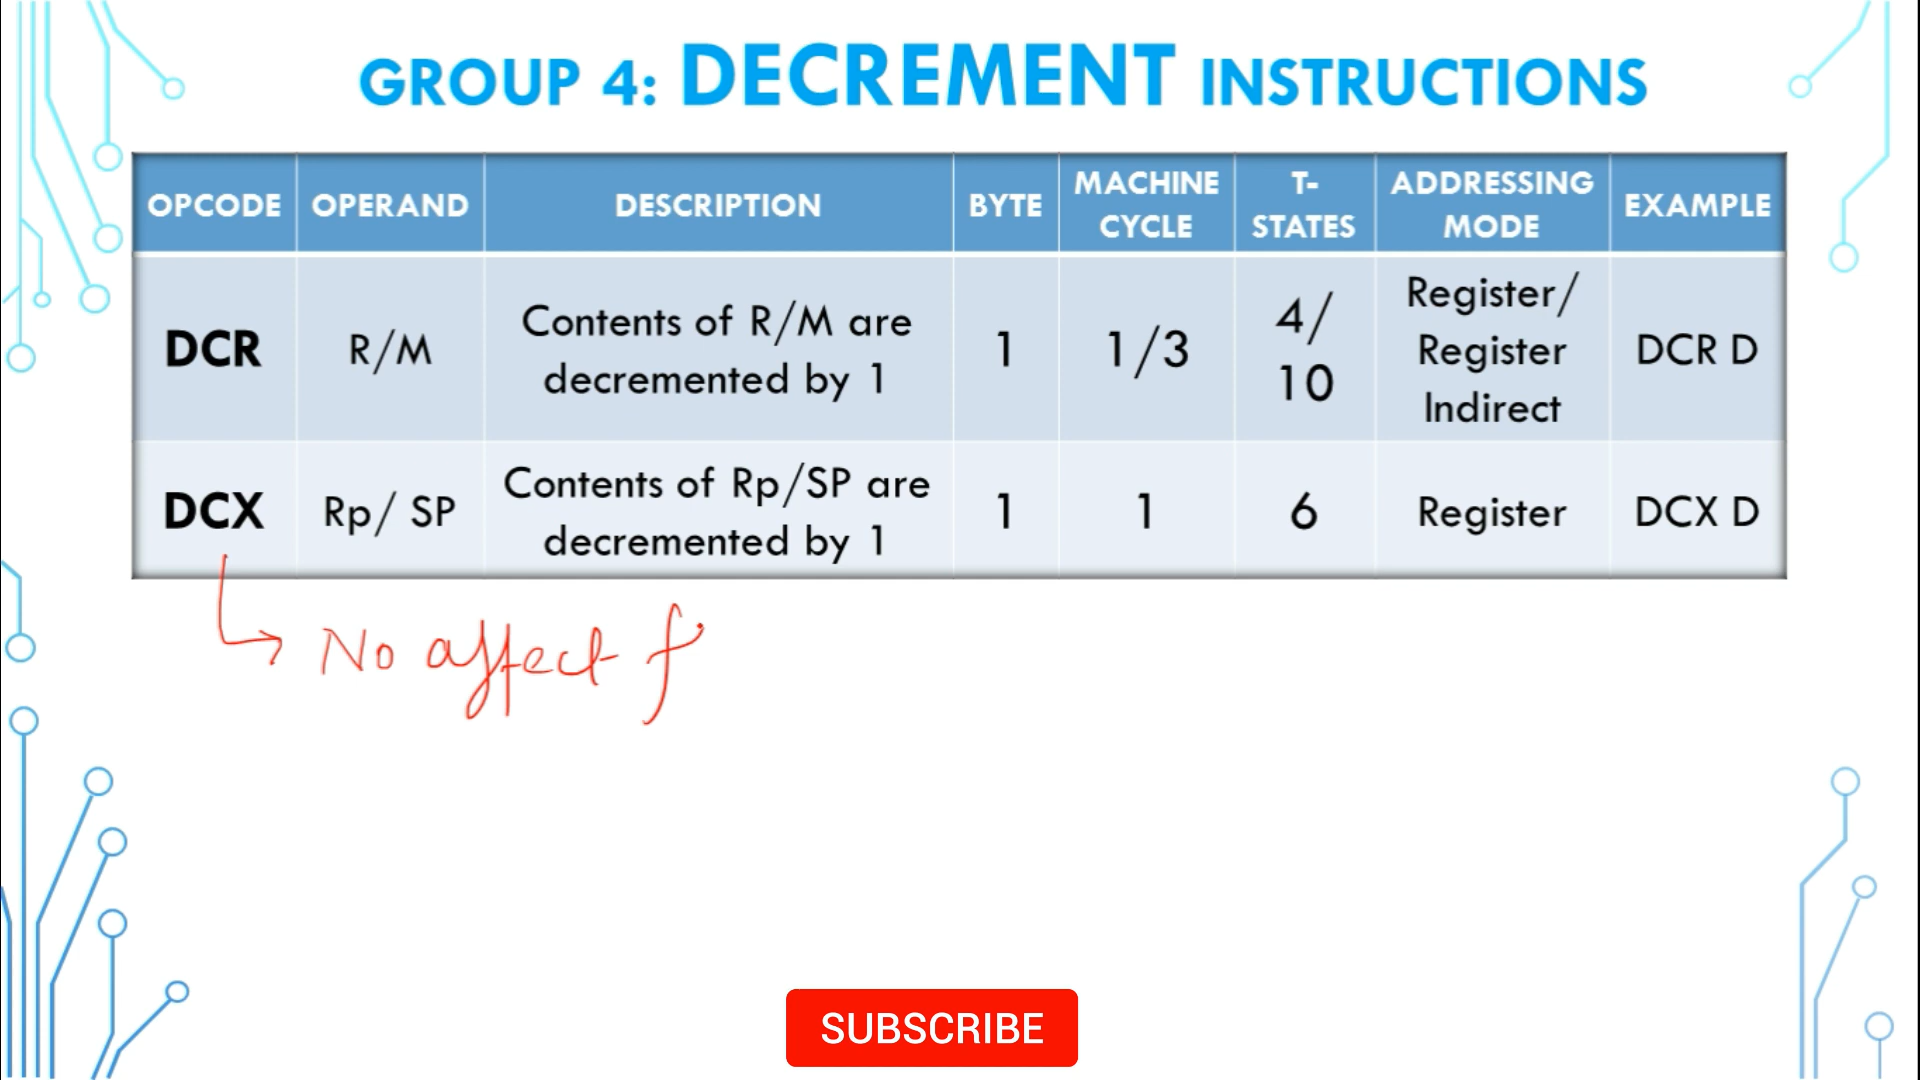 GROUP 4: DECREMENT INSTRUCTIONS
OPCODE OPERAND DESCRIPTION BYTE MACHINE CYCLE T-STATES ADDRESSING MODE EXAMPLE
DCR R/M Contents of R/M are decremented by 1 1 1/3 4/10 Register/ Register Indirect DCR D
DCX Rp/ SP Contents of Rp/SP are decremented by 1 1 1 6 Register DCX D
No affect f
SUBSCRIBE